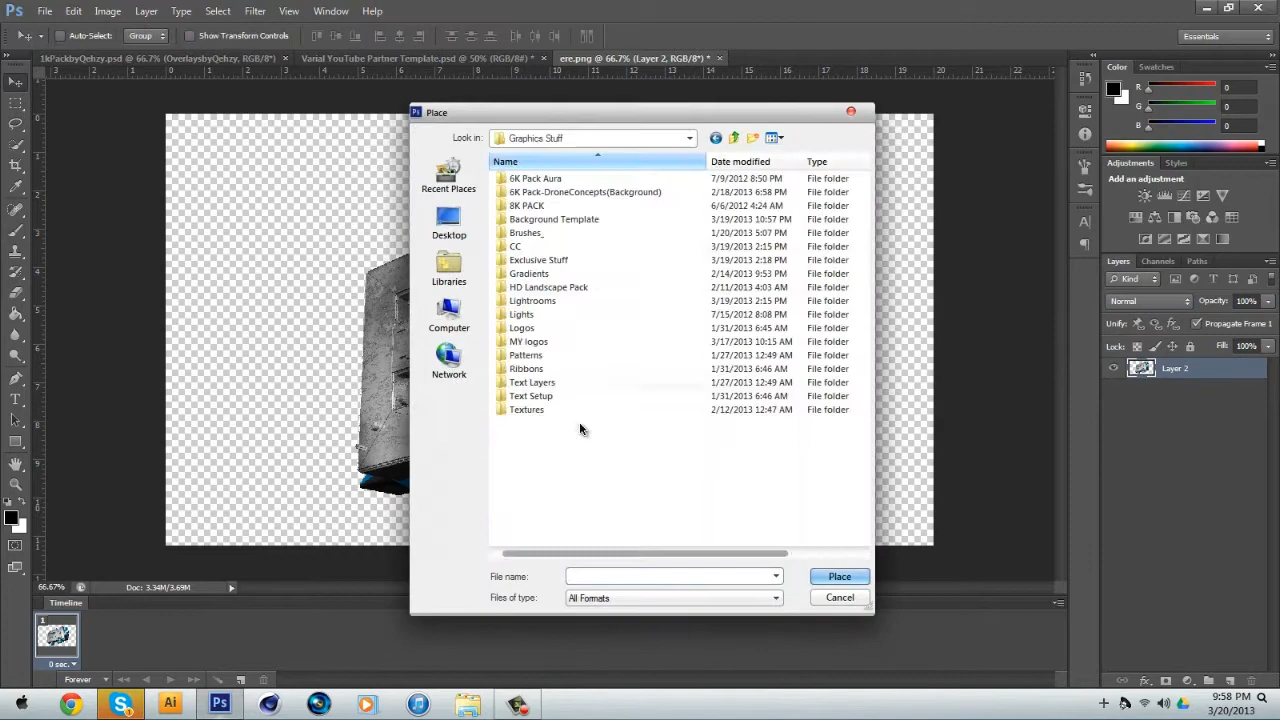 Ps File Edit Image Layer Type Select Filter View Window Help
Auto-Select: Group Show Transform Controls Essentials
1kPackbyQehzy.psd @ 66.7% (OverlaysbyQehzy, RGB/8*) × Varial YouTube Partner Template.psd @ 50% (RGB/8#) * × ere.png @ 66.7% (Layer 2, RGB/8*) * ×
Place
Look in: Graphics Stuff
Name Date modified Type
6K Pack Aura 7/9/2012 8:50 PM File folder
6K Pack-DroneConcepts(Background) 2/18/2013 6:58 PM File folder
8K PACK 6/6/2012 4:24 AM File folder
Background Template 3/19/2013 10:57 PM File folder
Brushes_ 1/20/2013 5:07 PM File folder
CC 3/19/2013 2:15 PM File folder
Exclusive Stuff 3/19/2013 2:18 PM File folder
Gradients 2/14/2013 9:53 PM File folder
HD Landscape Pack 2/11/2013 4:03 AM File folder
Lightrooms 3/19/2013 2:15 PM File folder
Lights 7/15/2012 8:08 PM File folder
Logos 1/31/2013 6:45 AM File folder
MY logos 3/17/2013 10:15 AM File folder
Patterns 1/27/2013 12:49 AM File folder
Ribbons 1/31/2013 6:46 AM File folder
Text Layers 1/27/2013 12:49 AM File folder
Text Setup 1/31/2013 6:46 AM File folder
Textures 2/12/2013 12:47 AM File folder
Recent Places
Desktop
Libraries
Computer
Network
File name: Place
Files of type: All Formats Cancel
Color Swatches
R 0
G 0
B 0
Adjustments Styles
Add an adjustment
Layers Channels Paths
Kind
Normal Opacity: 100%
Unify: Propagate Frame 1
Lock: Fill: 100%
Layer 2
66.67% Doc: 3.34M/3.69M
Timeline
1
0 sec.
Forever
Ai Ps
9:58 PM
3/20/2013